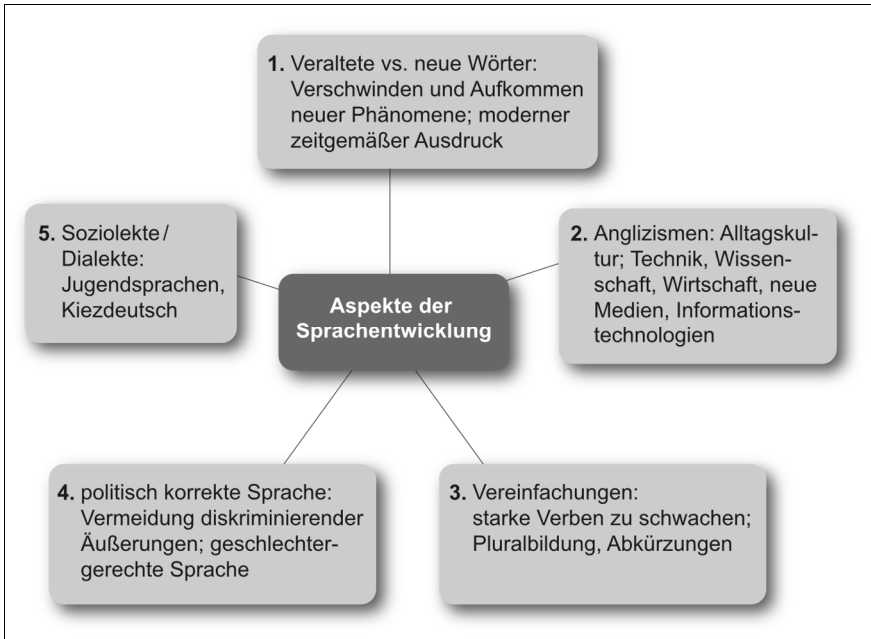 1. Veraltete vs. neue Wörter:
Verschwinden und Aufkommen
neuer Phänomene; moderner
zeitgemäßer Ausdruck
2. Anglizismen: Alltagskul-
tur; Technik, Wissen-
schaft, Wirtschaft, neue
Medien, Informations-
technologien
3. Vereinfachungen:
starke Verben zu schwachen;
Pluralbildung, Abkürzungen
4. politisch korrekte Sprache:
Vermeidung diskriminierender
Äußerungen; geschlechter-
gerechte Sprache
5. Soziolekte/
Dialekte:
Jugendsprachen,
Kiezdeutsch
Aspekte der
Sprachentwicklung